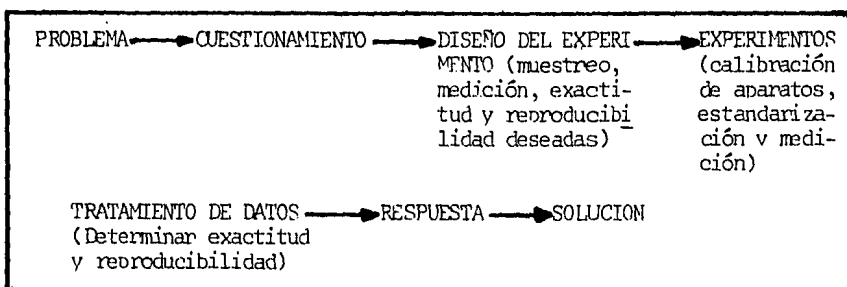 PROBLEMA CUESTIONAMIENTO DISEÑO DEL EXPERI- EXPERIMENTOS
MENTO (muestreo, (calibración
medición, exacti- de aparatos,
tud y reproducibi estandariza-
lidad deseadas) ción y medi-
ción)
TRATAMIENTO DE DATOS RESPUESTA SOLUCION
(Determinar exactitud
y reproducibilidad)